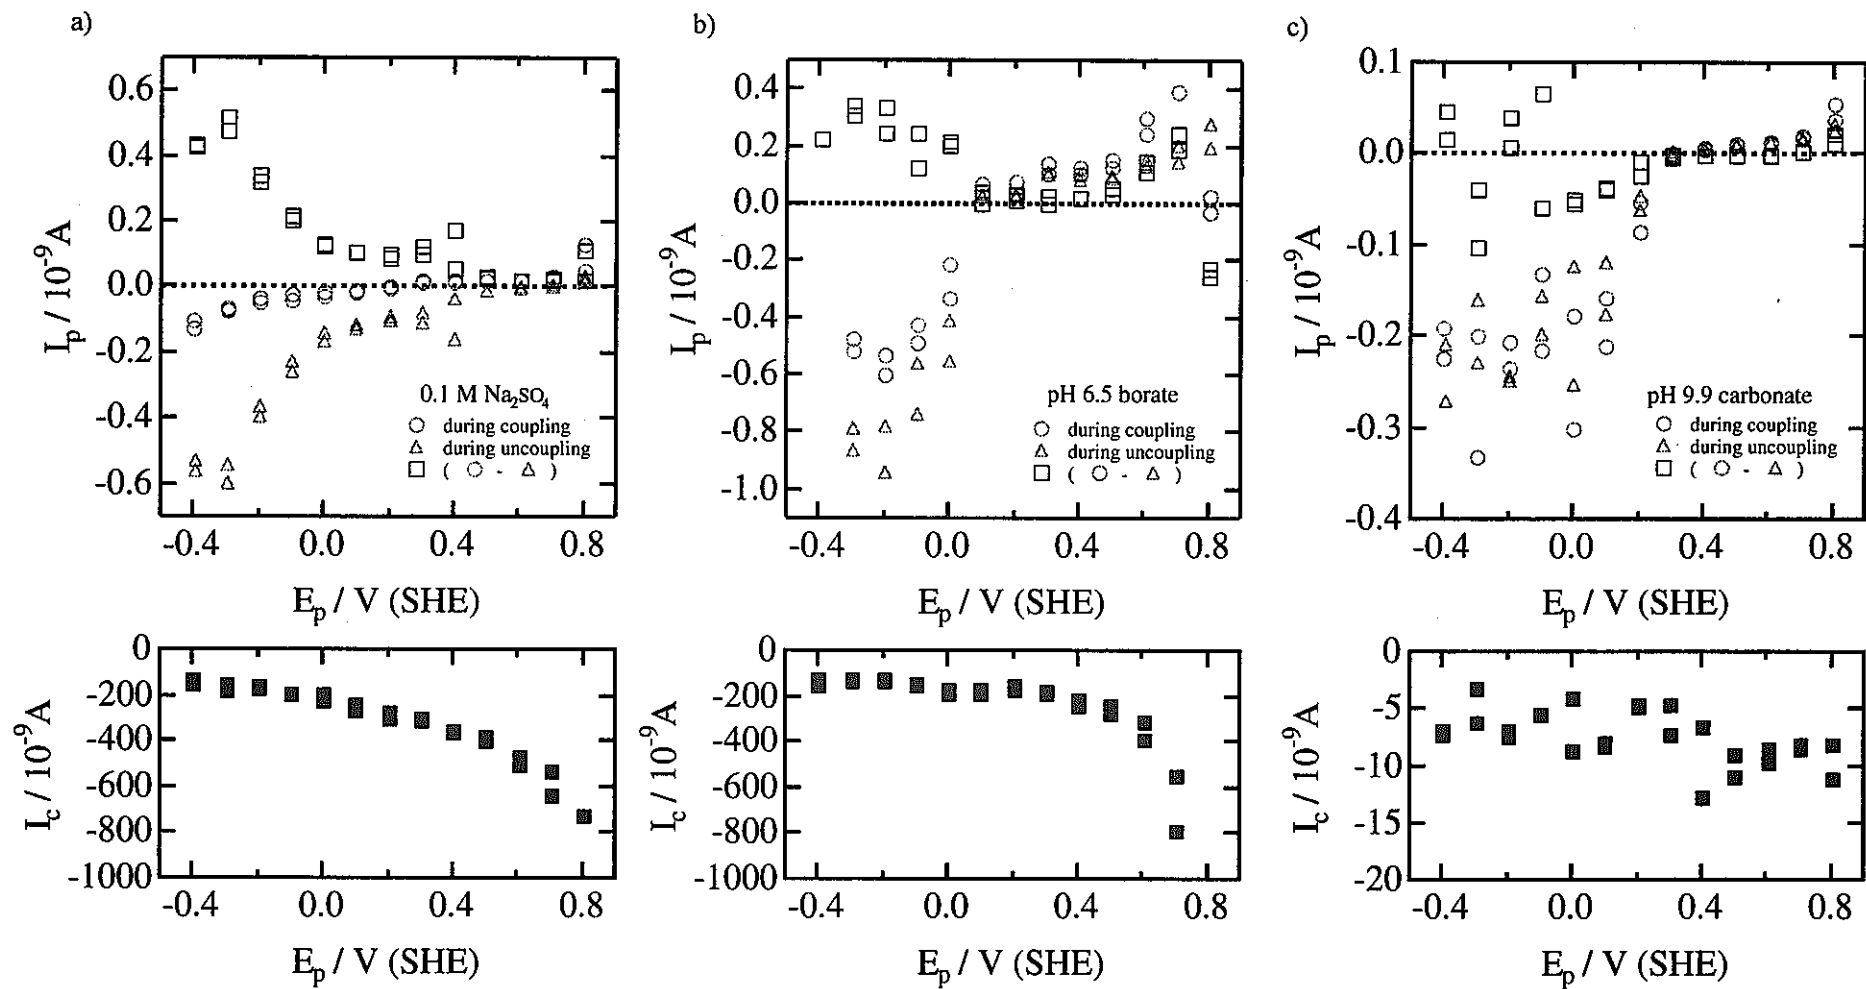 a)
0.6
0.4
0.2
0.0
-0.2
-0.4
-0.6
I_p / 10^-9 A
0.1 M Na₂SO₄
○ during coupling
△ during uncoupling
□ ( ○ - △ )
-0.4 0.0 0.4 0.8
E_p / V (SHE)
0
-200
-400
-600
-800
-1000
I_c / 10^-9 A
-0.4 0.0 0.4 0.8
E_p / V (SHE)
b)
0.4
0.2
0.0
-0.2
-0.4
-0.6
-0.8
-1.0
I_p / 10^-9 A
pH 6.5 borate
○ during coupling
△ during uncoupling
□ ( ○ - △ )
-0.4 0.0 0.4 0.8
E_p / V (SHE)
0
-200
-400
-600
-800
-1000
I_c / 10^-9 A
-0.4 0.0 0.4 0.8
E_p / V (SHE)
c)
0.1
0.0
-0.1
-0.2
-0.3
-0.4
I_p / 10^-9 A
pH 9.9 carbonate
○ during coupling
△ during uncoupling
□ ( ○ - △ )
-0.4 0.0 0.4 0.8
E_p / V (SHE)
0
-5
-10
-15
-20
I_c / 10^-9 A
-0.4 0.0 0.4 0.8
E_p / V (SHE)